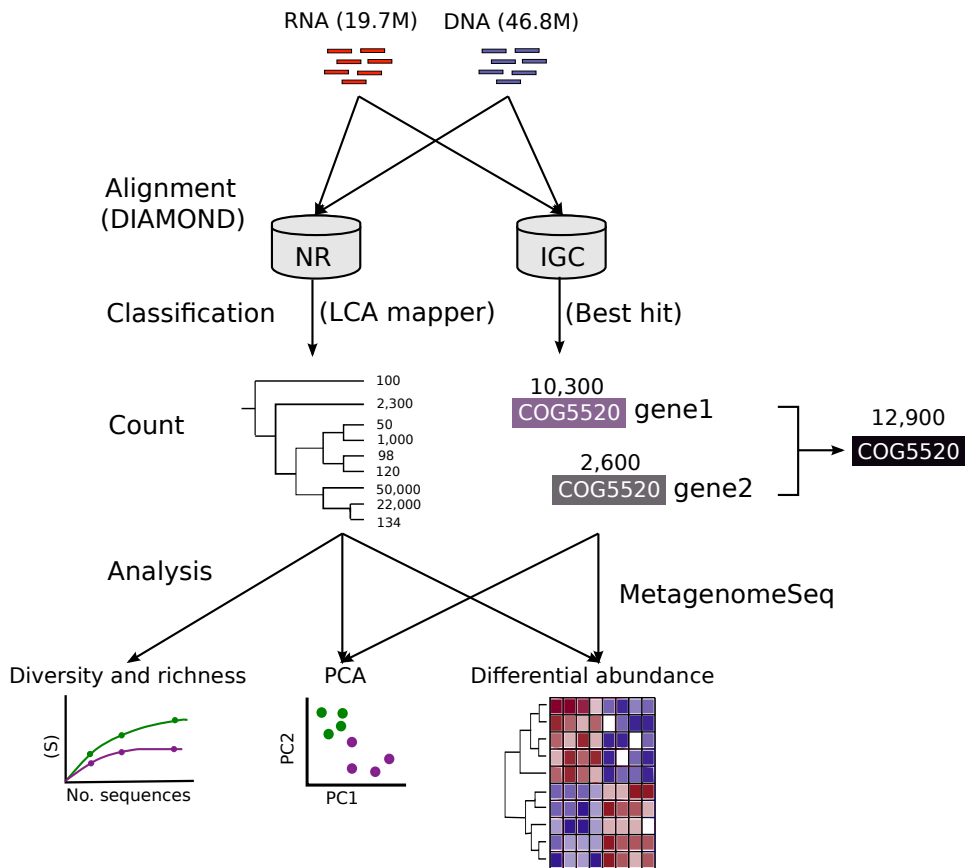 RNA (19.7M) DNA (46.8M)
Alignment
(DIAMOND)
NR
IGC
Classification
(LCA mapper)
(Best hit)
Count
100
2,300
50
1,000
98
120
50,000
22,000
134
10,300
COG5520 gene1
2,600
COG5520 gene2
12,900
COG5520
Analysis
MetagenomeSeq
Diversity and richness
(S)
No. sequences
PCA
PC2
PC1
Differential abundance